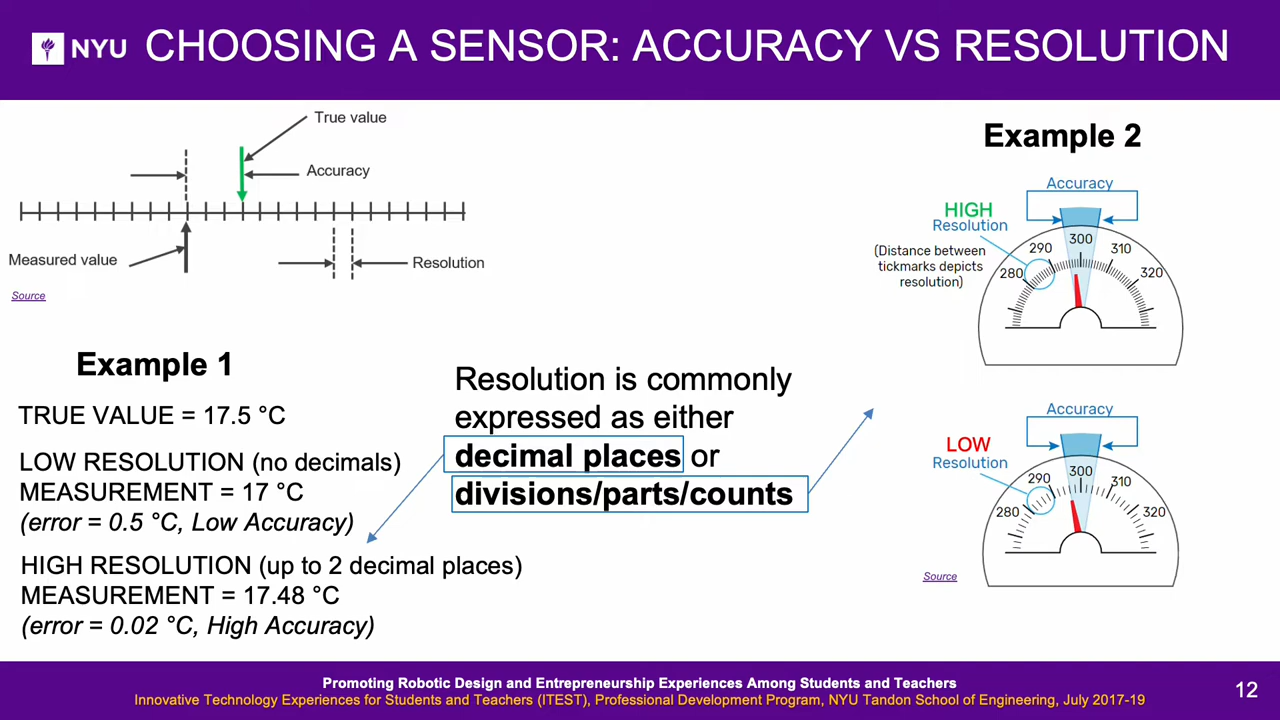 NYU
CHOOSING A SENSOR: ACCURACY VS RESOLUTION
True value
Accuracy
Measured value
Resolution
Source
Example 1
TRUE VALUE = 17.5 °C
LOW RESOLUTION (no decimals)
MEASUREMENT = 17 °C
(error = 0.5 °C, Low Accuracy)
HIGH RESOLUTION (up to 2 decimal places)
MEASUREMENT = 17.48 °C
(error = 0.02 °C, High Accuracy)
Resolution is commonly
expressed as either
decimal places or
divisions/parts/counts
Example 2
Accuracy
HIGH
Resolution
(Distance between
tickmarks depicts
resolution)
280 290 300 310 320
Accuracy
LOW
Resolution
280 290 300 310 320
Source
Promoting Robotic Design and Entrepreneurship Experiences Among Students and Teachers
Innovative Technology Experiences for Students and Teachers (ITEST), Professional Development Program, NYU Tandon School of Engineering, July 2017-19
12